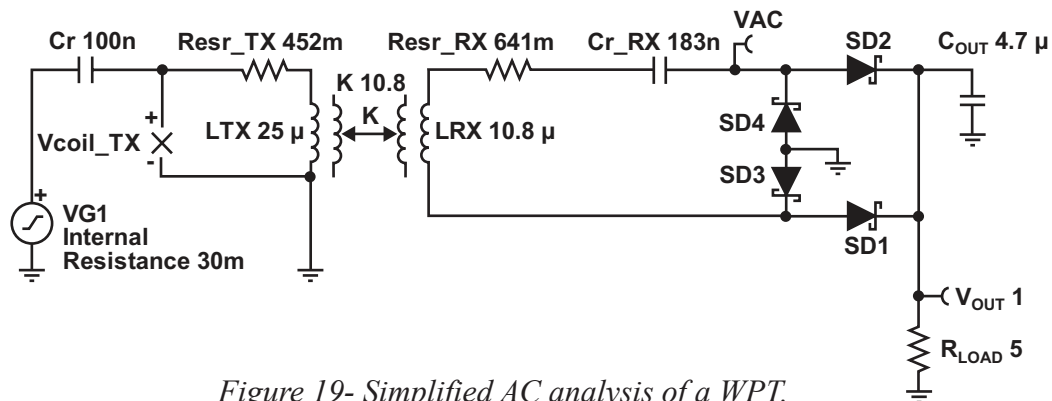 VAC
Cr 100n
Resr_TX 452m
Resr_RX 641m
Cr_RX 183n
SD2
COUT 4.7 µ
K 10.8
K
+
Vcoil_TX
-
LTX 25 µ
LRX 10.8 µ
SD4
SD3
+
VG1
Internal
Resistance 30m
SD1
VOUT 1
RLOAD 5
Figure 19- Simplified AC analysis of a WPT.